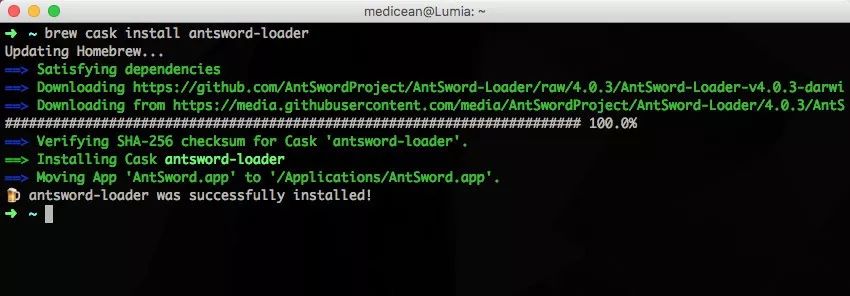 medicean@Lumia: ~
➜ ~ brew cask install antsword-loader
Updating Homebrew...
==> Satisfying dependencies
==> Downloading https://github.com/AntSwordProject/AntSword-Loader/raw/4.0.3/AntSword-Loader-v4.0.3-darwi
==> Downloading from https://media.githubusercontent.com/media/AntSwordProject/AntSword-Loader/4.0.3/AntS
######################################################################## 100.0%
==> Verifying SHA-256 checksum for Cask 'antsword-loader'.
==> Installing Cask antsword-loader
==> Moving App 'AntSword.app' to '/Applications/AntSword.app'.
🍺 antsword-loader was successfully installed!
➜ ~